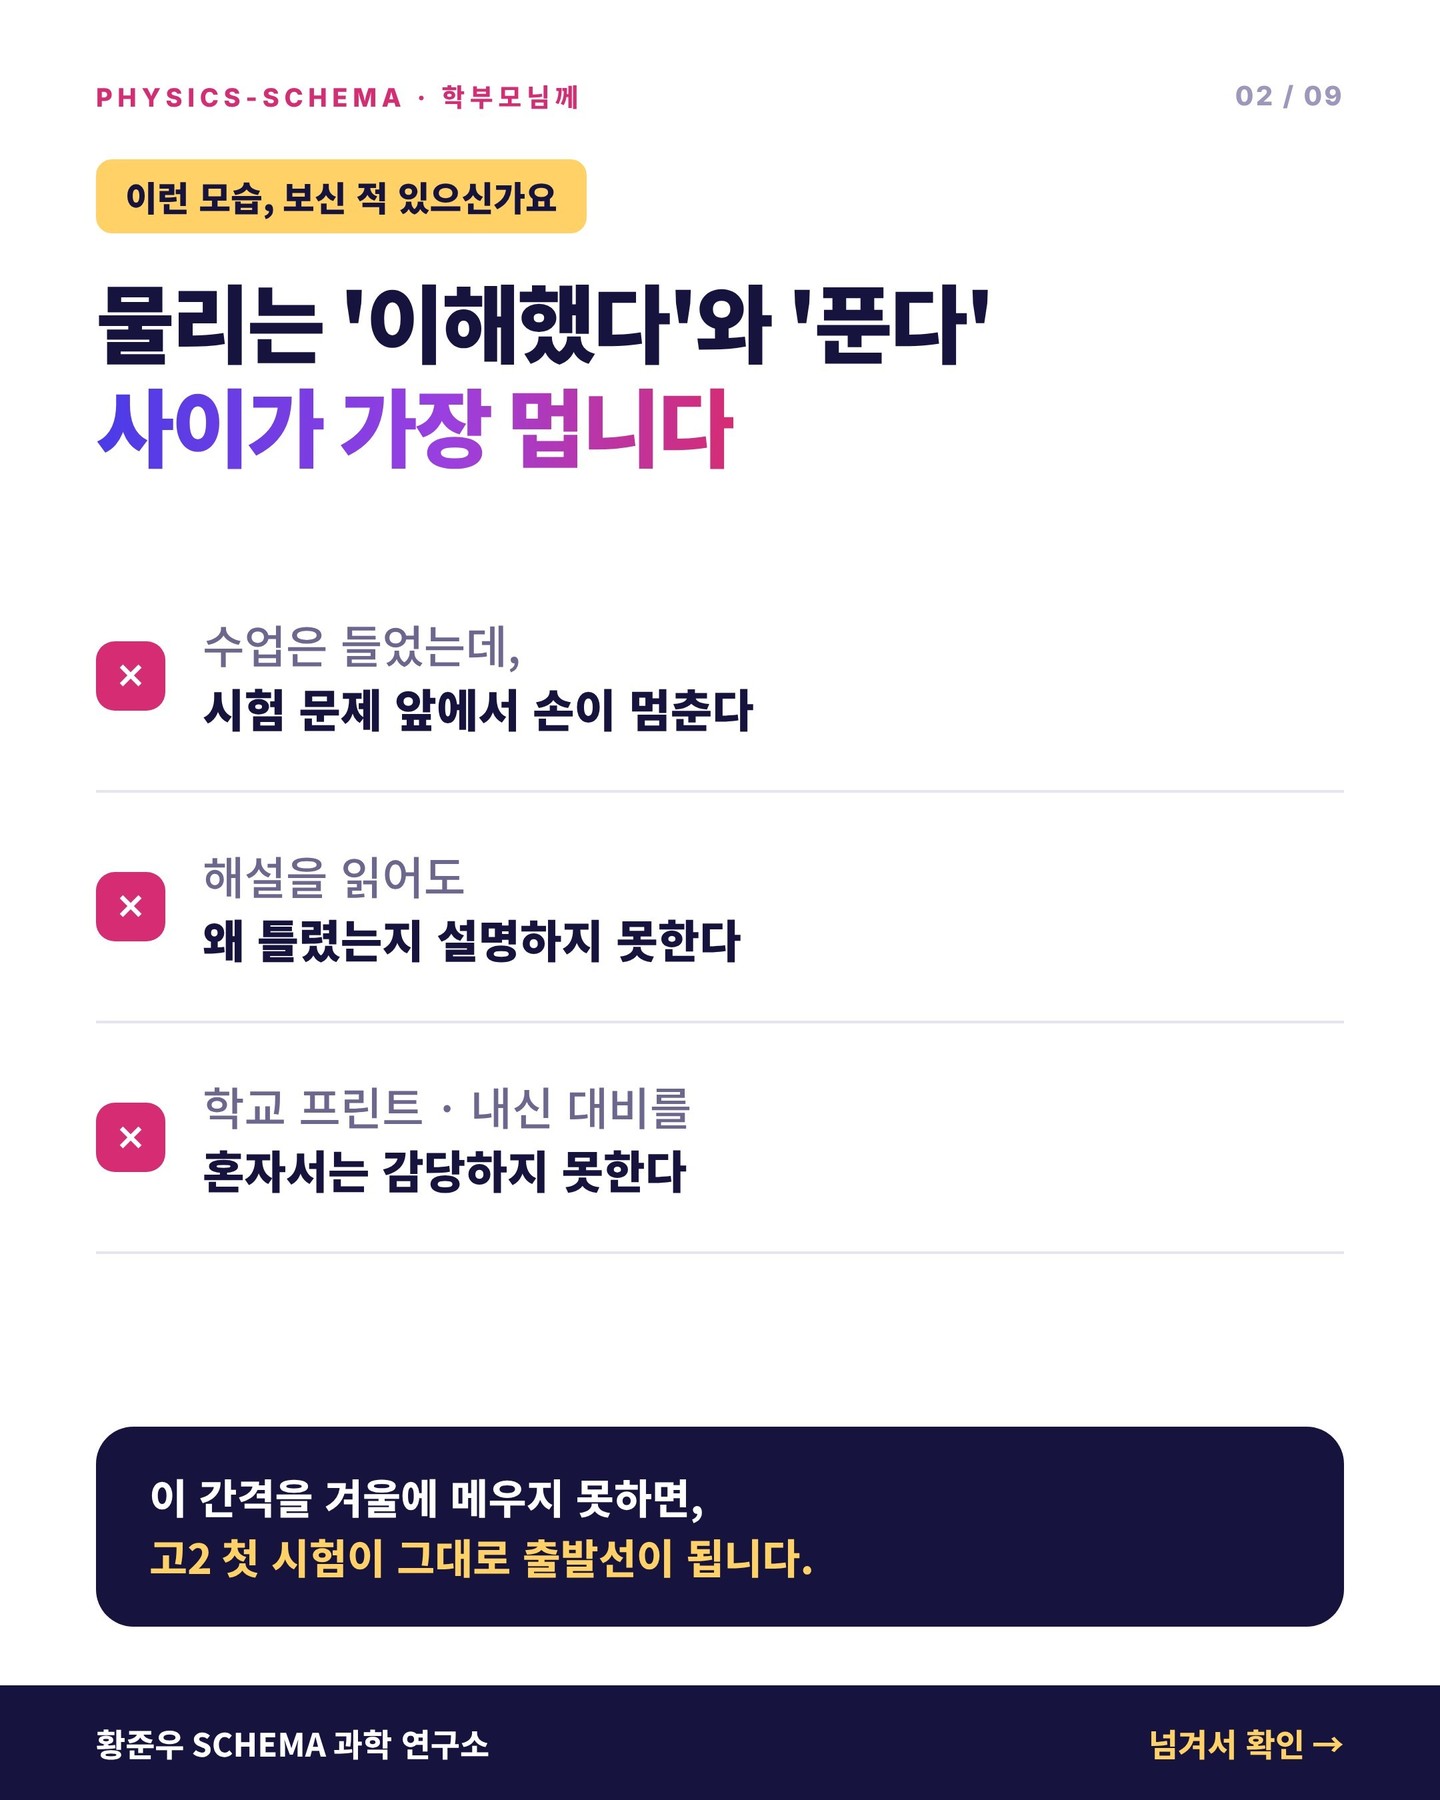 PHYSICS-SCHEMA · 학부모님께
02 / 09
이런 모습, 보신 적 있으신가요
물리는 '이해했다'와 '푼다'
사이가 가장 멉니다
수업은 들었는데,
시험 문제 앞에서 손이 멈춘다
해설을 읽어도
왜 틀렸는지 설명하지 못한다
학교 프린트 · 내신 대비를
혼자서는 감당하지 못한다
이 간격을 겨울에 메우지 못하면,
고2 첫 시험이 그대로 출발선이 됩니다.
황준우 SCHEMA 과학 연구소
넘겨서 확인 →